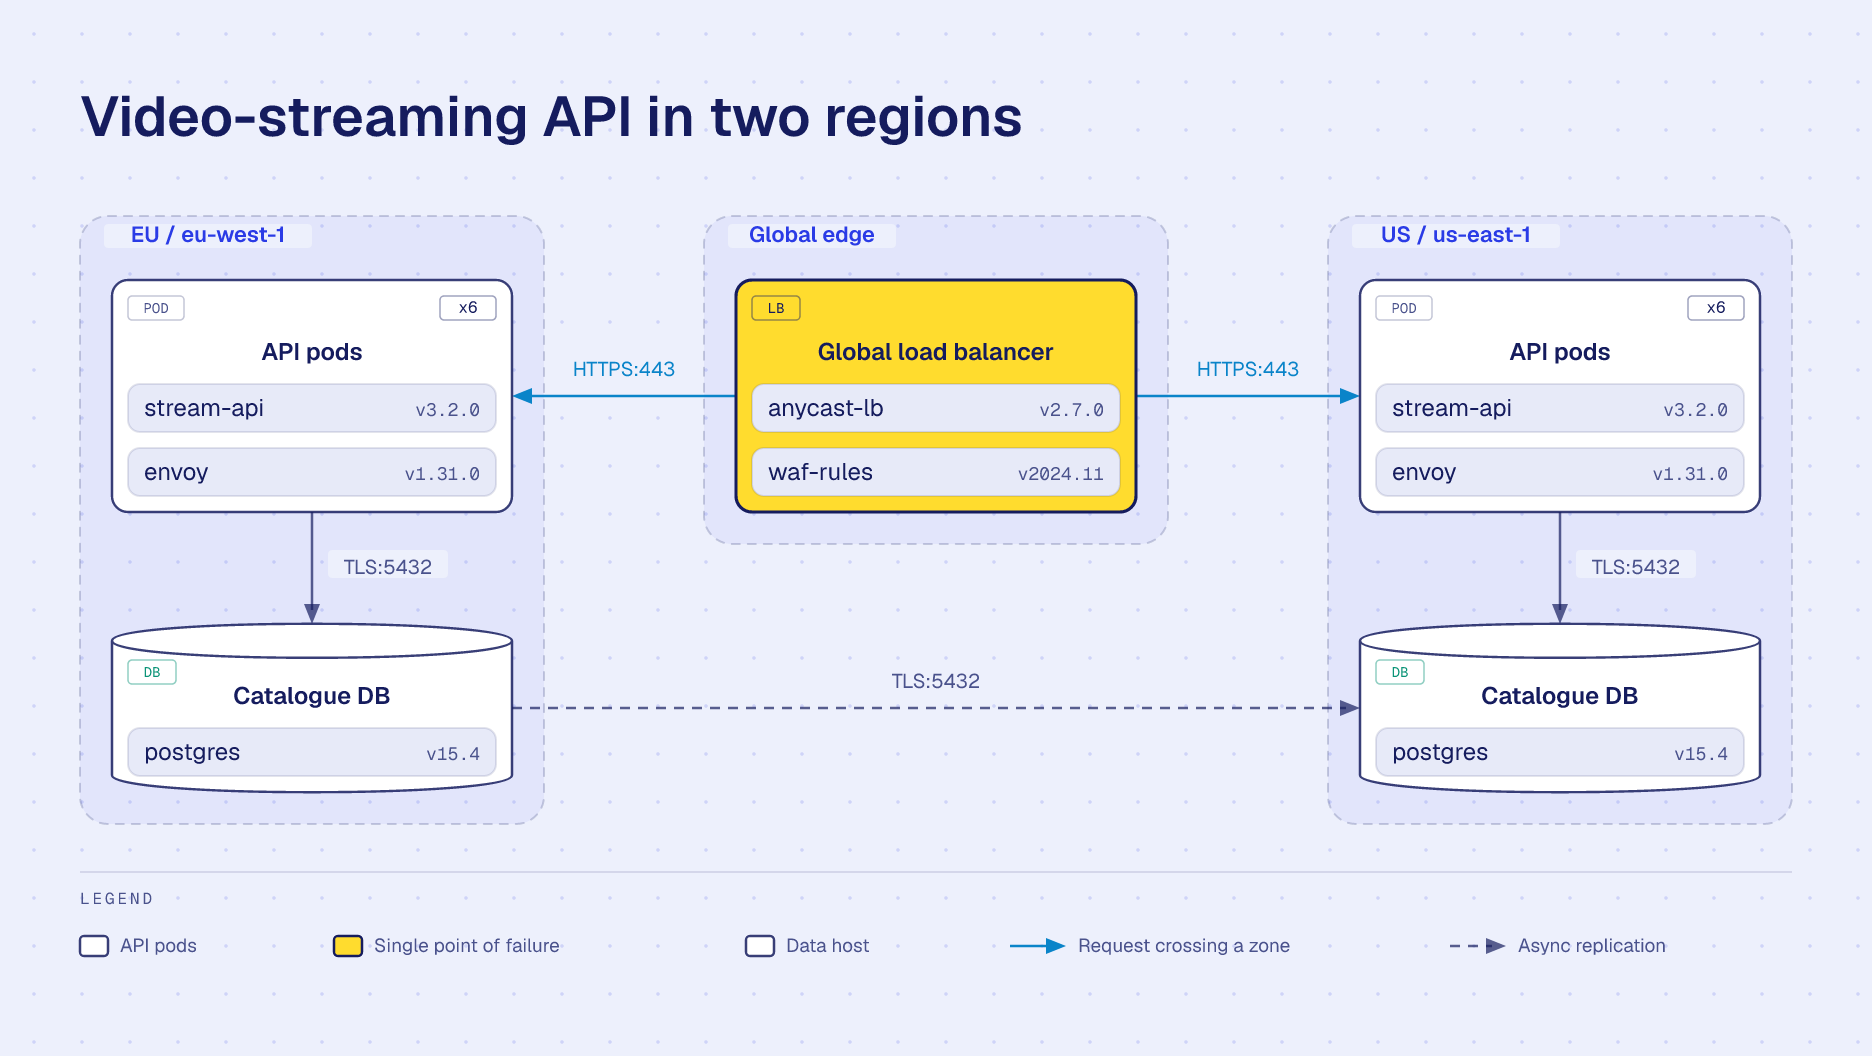 Video-streaming API in two regions
EU / eu-west-1
POD
x6
API pods
stream-api v3.2.0
envoy v1.31.0
TLS:5432
DB
Catalogue DB
postgres v15.4
HTTPS:443
Global edge
LB
Global load balancer
anycast-lb v2.7.0
waf-rules v2024.11
HTTPS:443
TLS:5432
US / us-east-1
POD
x6
API pods
stream-api v3.2.0
envoy v1.31.0
TLS:5432
DB
Catalogue DB
postgres v15.4
LEGEND
API pods
Single point of failure
Data host
Request crossing a zone
Async replication